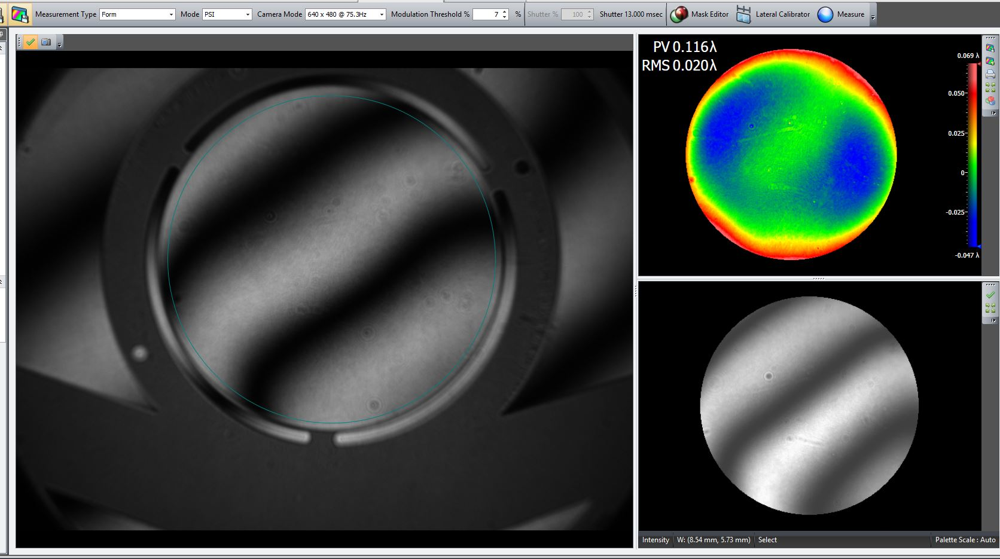 Measurement Type Form Mode PSI Camera Mode 640 x 480 @ 75.3Hz Modulation Threshold % 7 % Shutter % 100 Shutter 13.000 msec Mask Editor Lateral Calibrator Measure
PV 0.116λ
RMS 0.020λ
0.069 λ
0.050
0.025
0
-0.025
-0.047 λ
Intensity W: (8.54 mm, 5.73 mm) Select Palette Scale : Auto